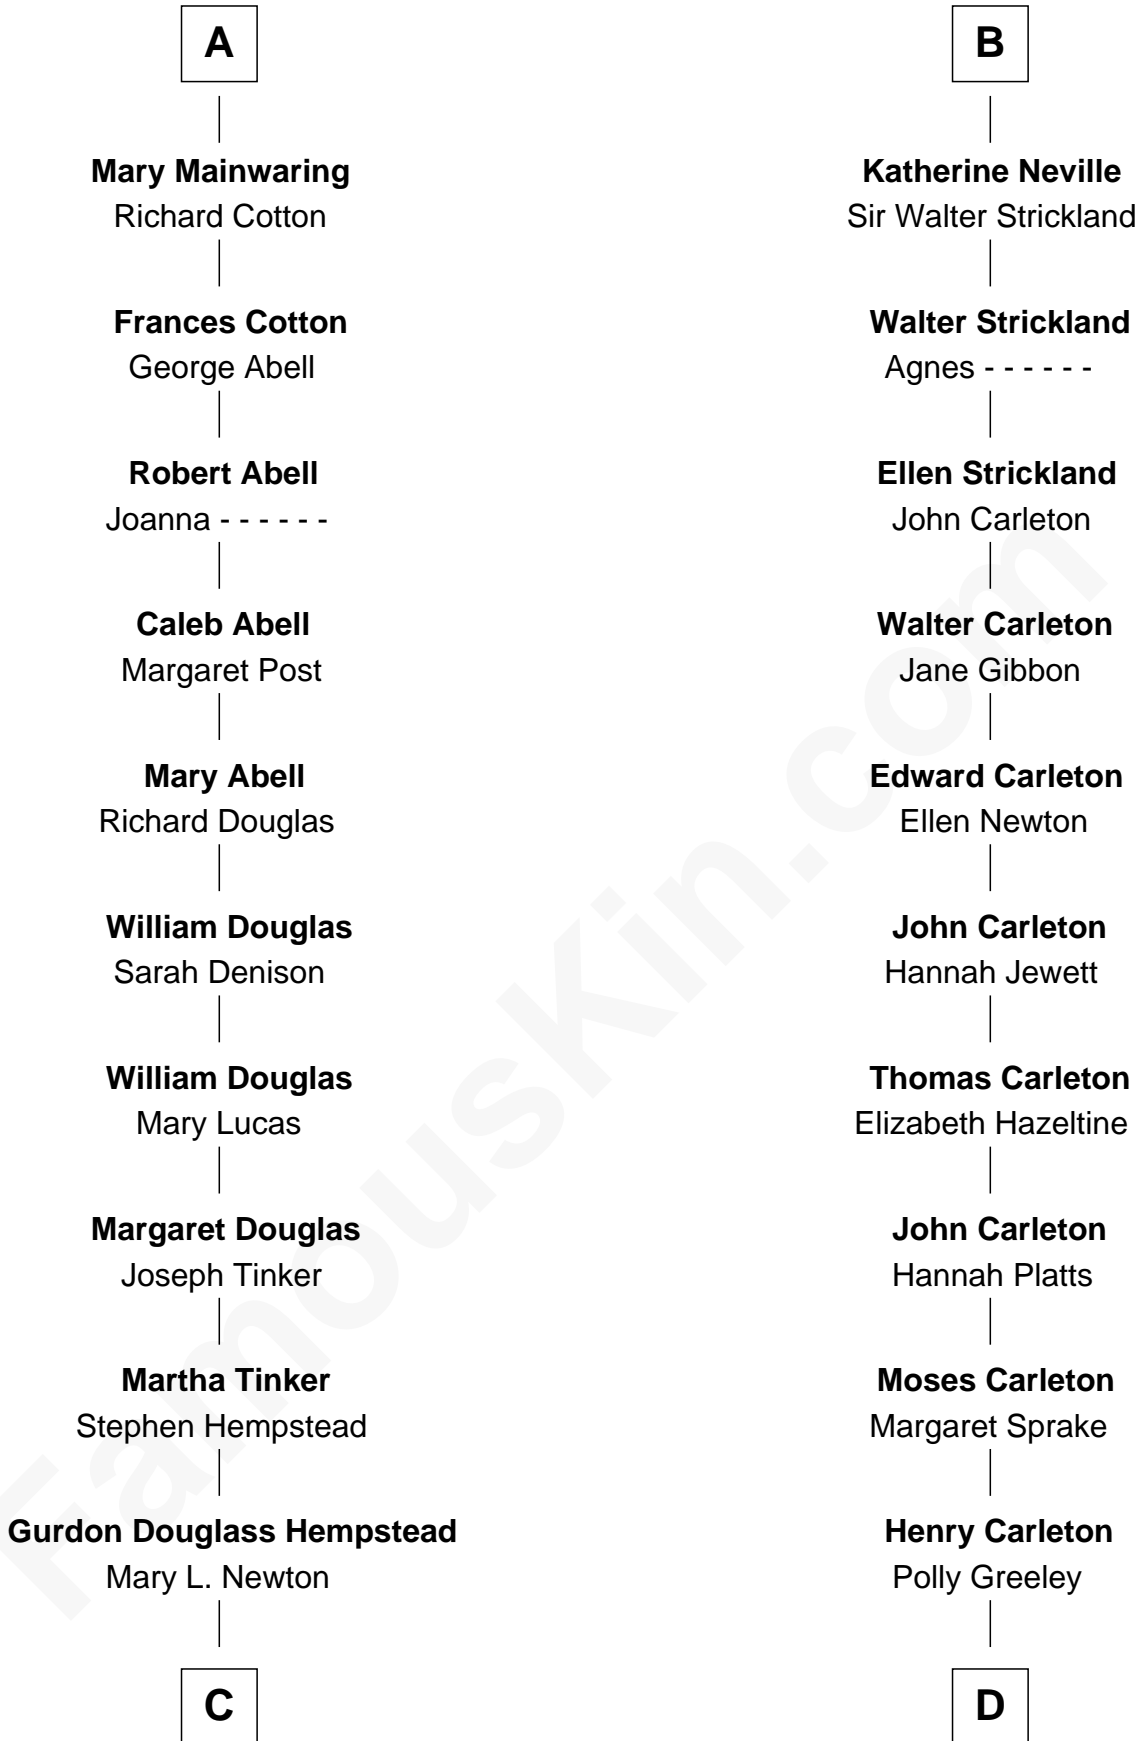 A
Mary Mainwaring
Richard Cotton
Frances Cotton
George Abell
Robert Abell
Joanna - - - - - -
Caleb Abell
Margaret Post
Mary Abell
Richard Douglas
William Douglas
Sarah Denison
William Douglas
Mary Lucas
Margaret Douglas
Joseph Tinker
Martha Tinker
Stephen Hempstead
Gurdon Douglass Hempstead
Mary L. Newton
C
B
Katherine Neville
Sir Walter Strickland
Walter Strickland
Agnes - - - - - -
Ellen Strickland
John Carleton
Walter Carleton
Jane Gibbon
Edward Carleton
Ellen Newton
John Carleton
Hannah Jewett
Thomas Carleton
Elizabeth Hazeltine
John Carleton
Hannah Platts
Moses Carleton
Margaret Sprake
Henry Carleton
Polly Greeley
D
FamousKin.com